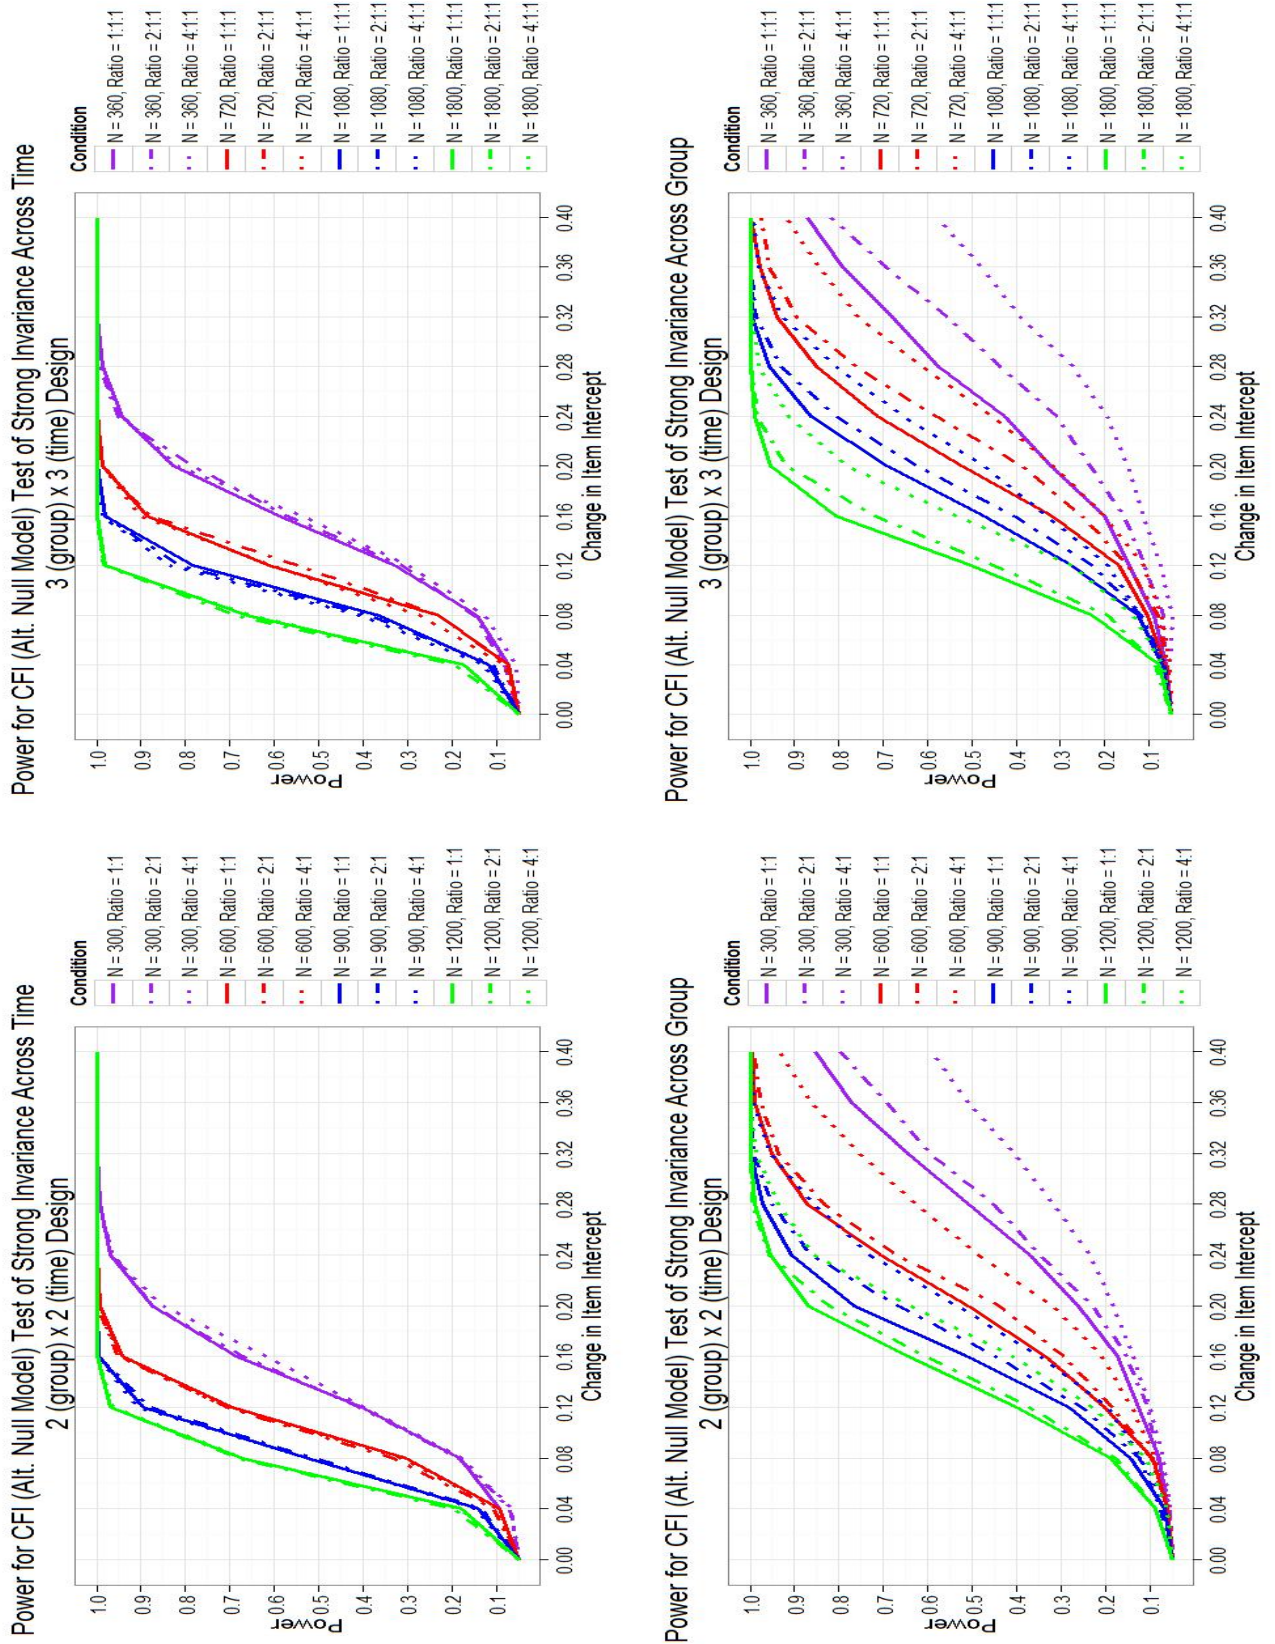 Power for CFI (Alt. Null Model) Test of Strong Invariance Across Time
2 (group) x 2 (time) Design
Power
1.0
0.9
0.8
0.7
0.6
0.5
0.4
0.3
0.2
0.1
0.00 0.04 0.08 0.12 0.16 0.20 0.24 0.28 0.32 0.36 0.40
Change in Item Intercept
Condition
N = 300, Ratio = 1:1
N = 300, Ratio = 2:1
N = 300, Ratio = 4:1
N = 600, Ratio = 1:1
N = 600, Ratio = 2:1
N = 600, Ratio = 4:1
N = 900, Ratio = 1:1
N = 900, Ratio = 2:1
N = 900, Ratio = 4:1
N = 1200, Ratio = 1:1
N = 1200, Ratio = 2:1
N = 1200, Ratio = 4:1
Power for CFI (Alt. Null Model) Test of Strong Invariance Across Time
3 (group) x 3 (time) Design
Power
1.0
0.9
0.8
0.7
0.6
0.5
0.4
0.3
0.2
0.1
0.00 0.04 0.08 0.12 0.16 0.20 0.24 0.28 0.32 0.36 0.40
Change in Item Intercept
Condition
N = 360, Ratio = 1:1:1
N = 360, Ratio = 2:1:1
N = 360, Ratio = 4:1:1
N = 720, Ratio = 1:1:1
N = 720, Ratio = 2:1:1
N = 720, Ratio = 4:1:1
N = 1080, Ratio = 1:1:1
N = 1080, Ratio = 2:1:1
N = 1080, Ratio = 4:1:1
N = 1800, Ratio = 1:1:1
N = 1800, Ratio = 2:1:1
N = 1800, Ratio = 4:1:1
Power for CFI (Alt. Null Model) Test of Strong Invariance Across Group
2 (group) x 2 (time) Design
Power
1.0
0.9
0.8
0.7
0.6
0.5
0.4
0.3
0.2
0.1
0.00 0.04 0.08 0.12 0.16 0.20 0.24 0.28 0.32 0.36 0.40
Change in Item Intercept
Condition
N = 300, Ratio = 1:1
N = 300, Ratio = 2:1
N = 300, Ratio = 4:1
N = 600, Ratio = 1:1
N = 600, Ratio = 2:1
N = 600, Ratio = 4:1
N = 900, Ratio = 1:1
N = 900, Ratio = 2:1
N = 900, Ratio = 4:1
N = 1200, Ratio = 1:1
N = 1200, Ratio = 2:1
N = 1200, Ratio = 4:1
Power for CFI (Alt. Null Model) Test of Strong Invariance Across Group
3 (group) x 3 (time) Design
Power
1.0
0.9
0.8
0.7
0.6
0.5
0.4
0.3
0.2
0.1
0.00 0.04 0.08 0.12 0.16 0.20 0.24 0.28 0.32 0.36 0.40
Change in Item Intercept
Condition
N = 360, Ratio = 1:1:1
N = 360, Ratio = 2:1:1
N = 360, Ratio = 4:1:1
N = 720, Ratio = 1:1:1
N = 720, Ratio = 2:1:1
N = 720, Ratio = 4:1:1
N = 1080, Ratio = 1:1:1
N = 1080, Ratio = 2:1:1
N = 1080, Ratio = 4:1:1
N = 1800, Ratio = 1:1:1
N = 1800, Ratio = 2:1:1
N = 1800, Ratio = 4:1:1